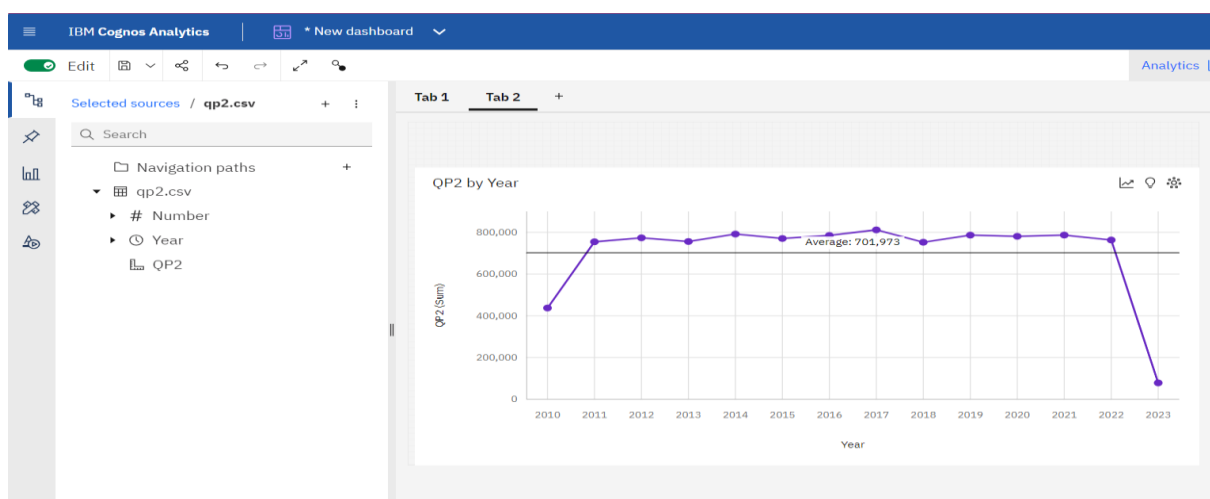 IBM Cognos Analytics
* New dashboard
Edit
Analytics
Selected sources / qp2.csv
Search
Navigation paths
qp2.csv
# Number
Year
QP2
Tab 1 Tab 2 +
QP2 by Year
800,000
600,000
400,000
200,000
0
QP2 (Sum)
Average: 701,973
2010 2011 2012 2013 2014 2015 2016 2017 2018 2019 2020 2021 2022 2023
Year